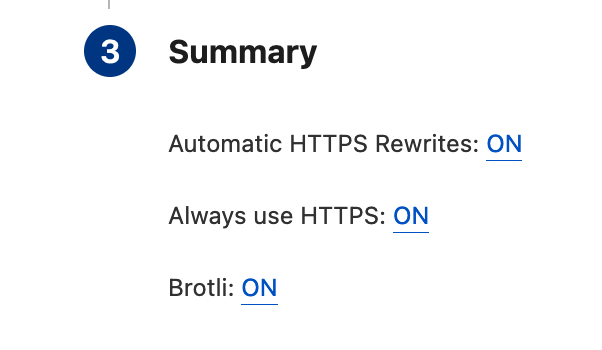 3 Summary
Automatic HTTPS Rewrites: ON
Always use HTTPS: ON
Brotli: ON